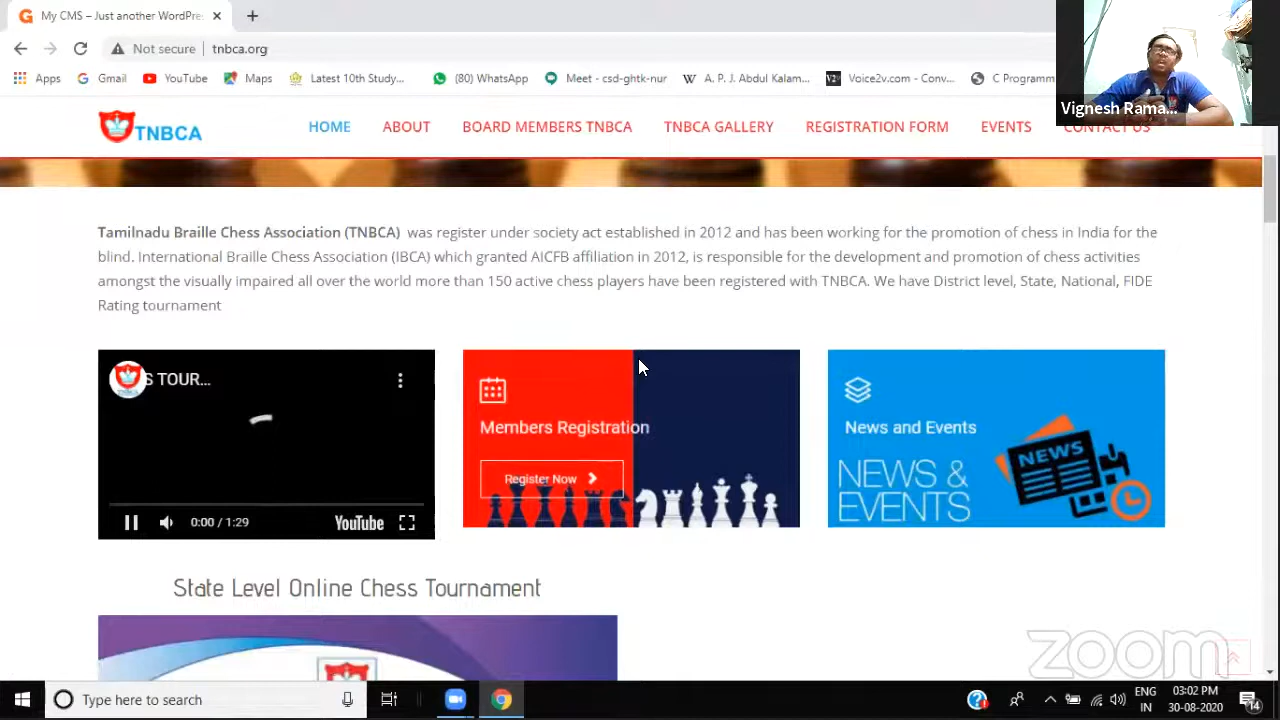 My CMS – Just another WordPre
Not secure
tnbca.org
Apps
Gmail
YouTube
Maps
Latest 10th Study...
(80) WhatsApp
Meet - csd-ghtk-nur
A. P. J. Abdul Kalam...
Voice2v.com - Conv...
C Programm
Vignesh Rama...
TNBCA
HOME
ABOUT
BOARD MEMBERS TNBCA
TNBCA GALLERY
REGISTRATION FORM
EVENTS
CONTACT US
Tamilnadu Braille Chess Association (TNBCA) was register under society act established in 2012 and has been working for the promotion of chess in India for the
blind. International Braille Chess Association (IBCA) which granted AICFB affiliation in 2012, is responsible for the development and promotion of chess activities
amongst the visually impaired all over the world more than 150 active chess players have been registered with TNBCA. We have District level, State, National, FIDE
Rating tournament
S TOUR...
0:00 / 1:29
YouTube
Members Registration
Register Now
News and Events
NEWS &
EVENTS
NEWS
State Level Online Chess Tournament
zoom
Type here to search
ENG
IN
03:02 PM
30-08-2020
14